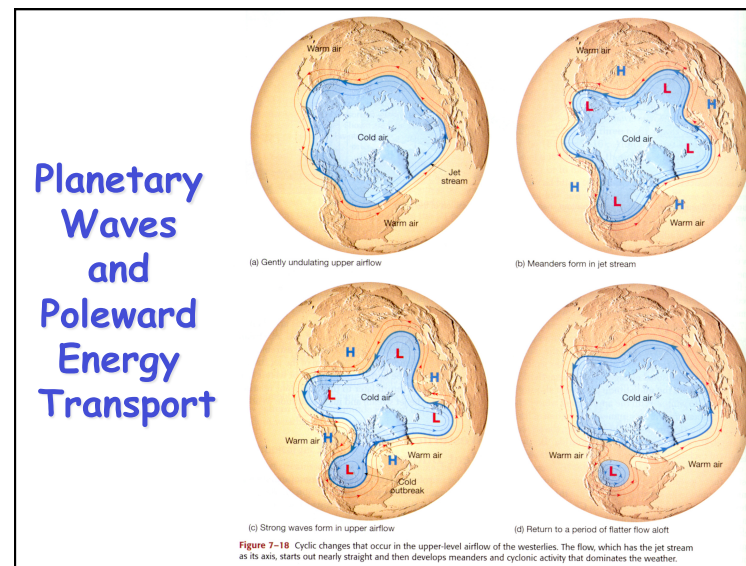 Planetary
Waves
and
Poleward
Energy
Transport
Warm air
Cold air
Jet
stream
Warm air
(a) Gently undulating upper airflow
Warm air
H
L
L
H
Cold air
L
H
L
H
Warm air
(b) Meanders form in jet stream
H
L
H
L
Cold air
L
Warm air
H
Warm air
H
L
Cold
outbreak
(c) Strong waves form in upper airflow
Cold air
Warm air
Warm air
L
(d) Return to a period of flatter flow aloft
Figure 7–18 Cyclic changes that occur in the upper-level airflow of the westerlies. The flow, which has the jet stream
as its axis, starts out nearly straight and then develops meanders and cyclonic activity that dominates the weather.